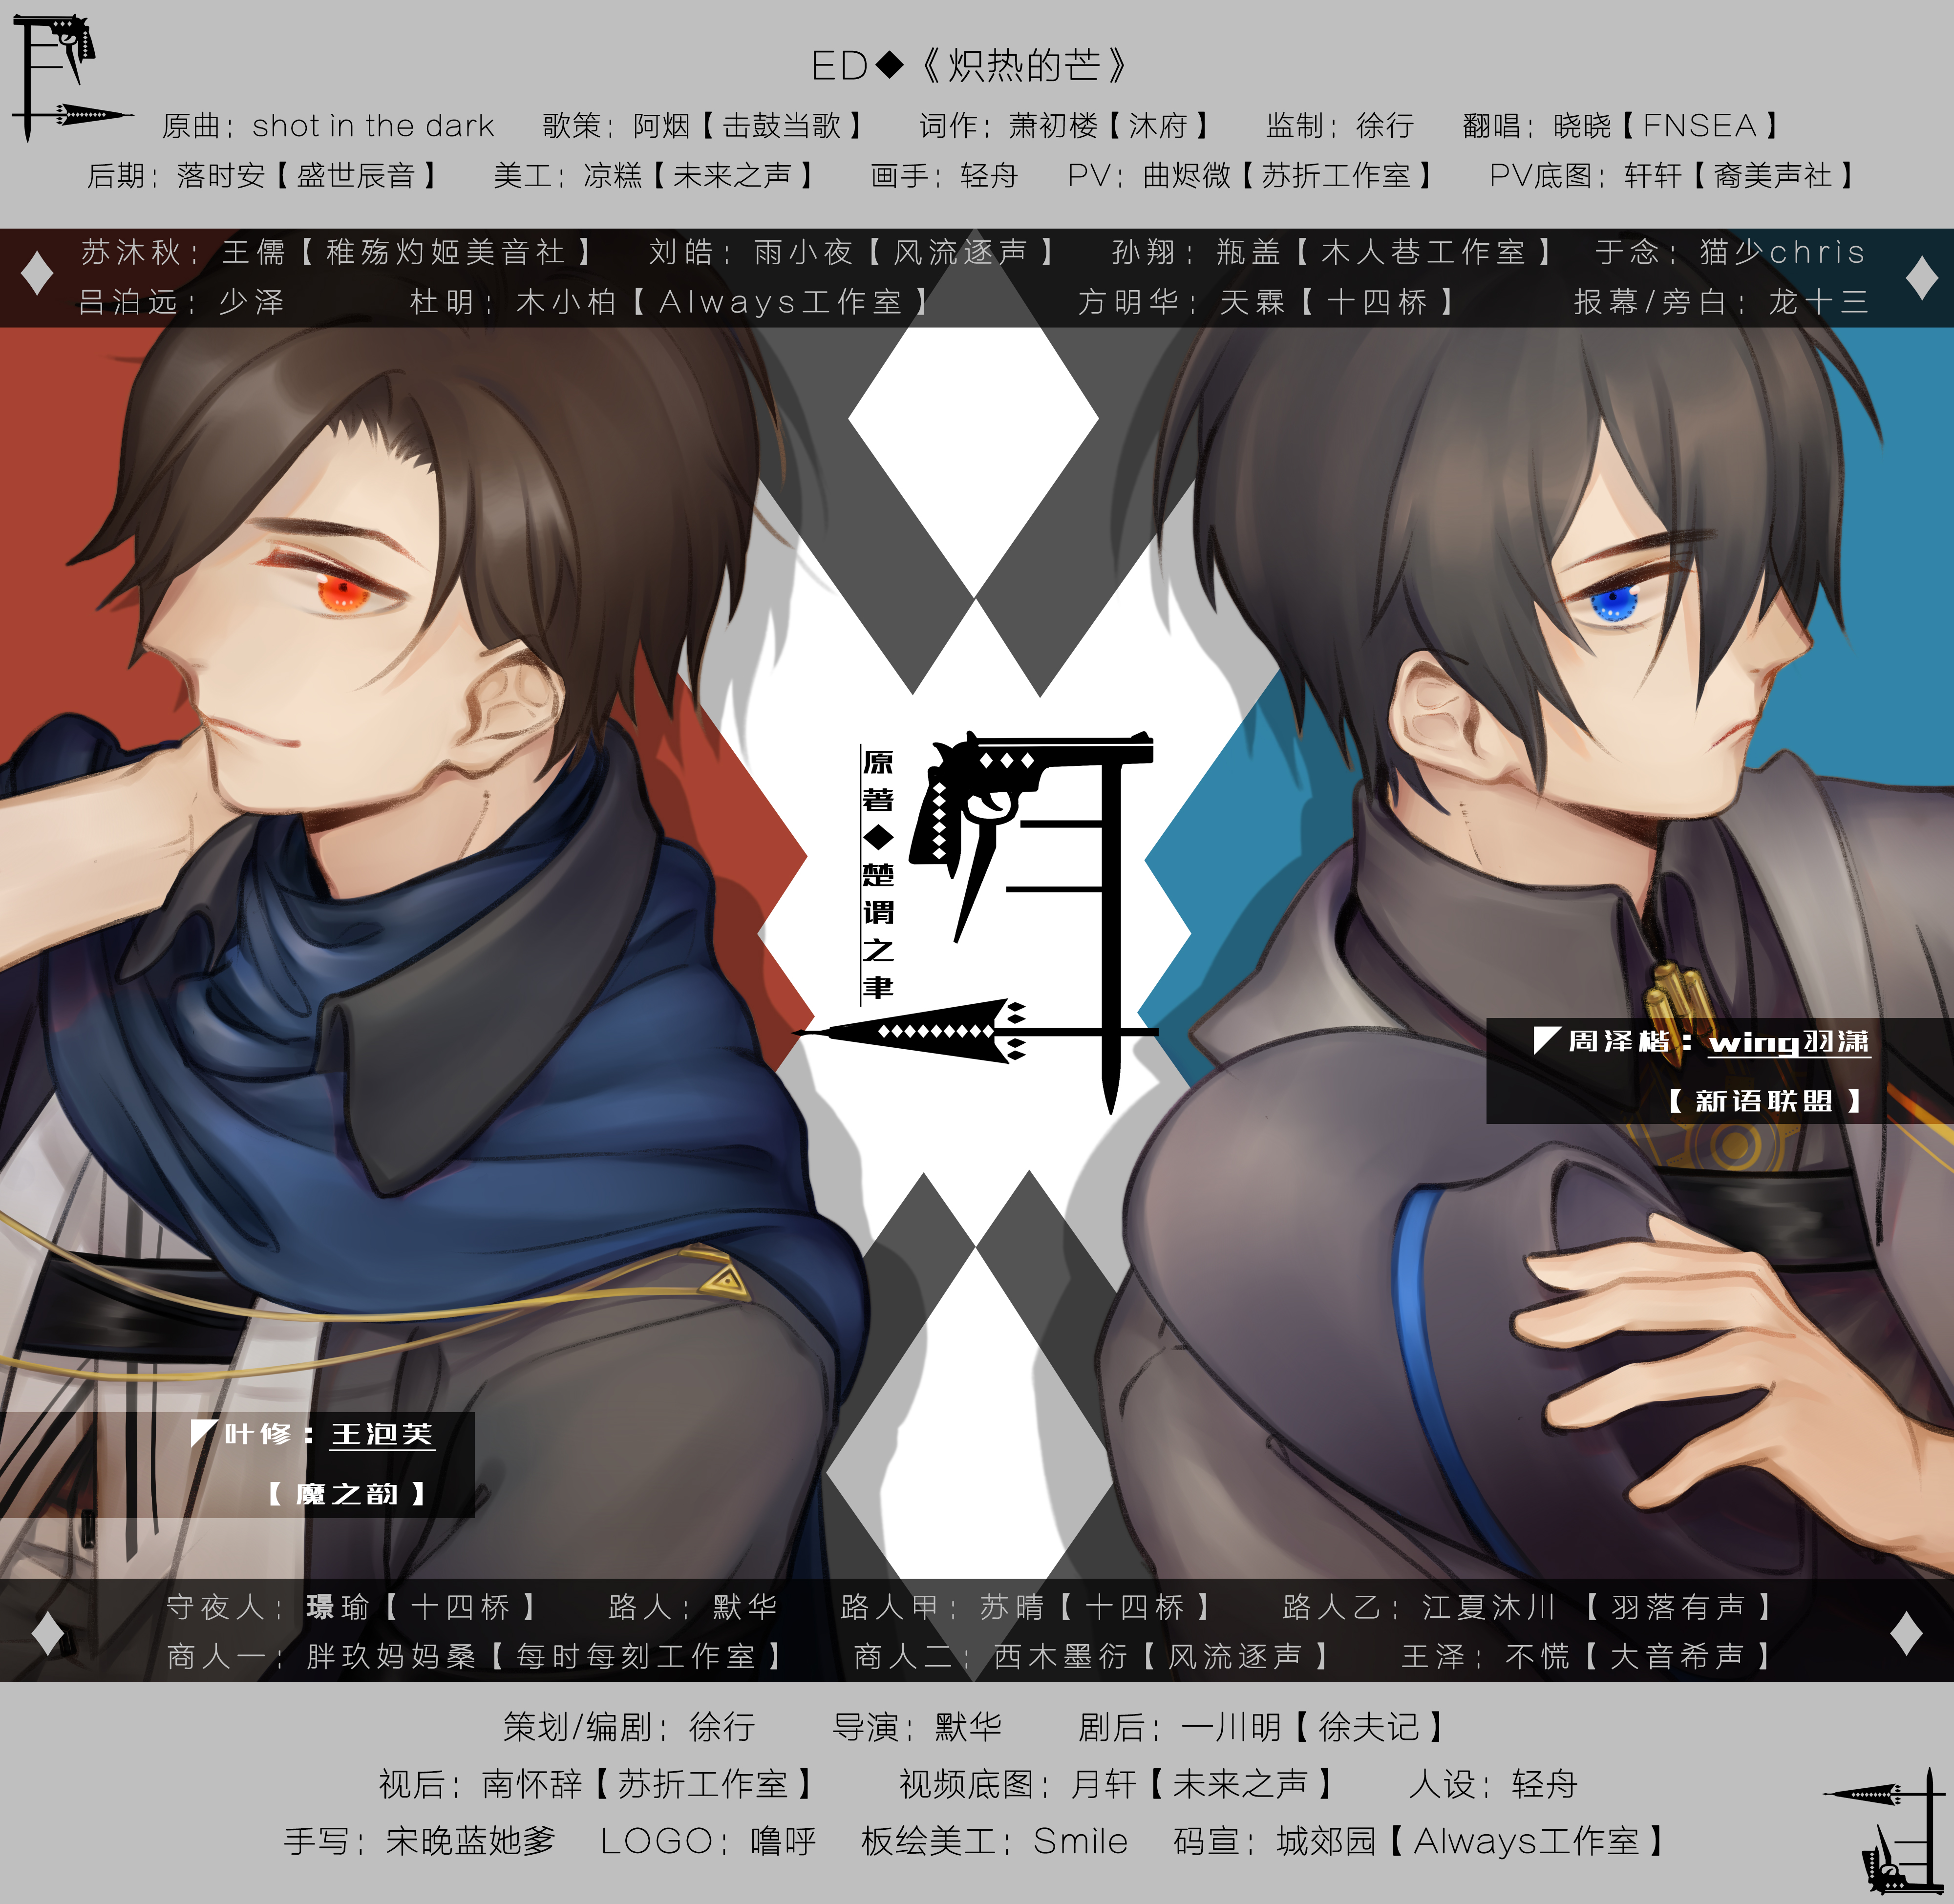 ED◆《炽热的芒》
原曲：shot in the dark 歌策：阿烟【击鼓当歌】 词作：萧初楼【沐府】 监制：徐行 翻唱：晓晓【FNSEA】
后期：落时安【盛世辰音】 美工：凉糕【未来之声】 画手：轻舟 PV：曲烬微【苏折工作室】 PV底图：轩轩【裔美声社】
苏沐秋：王儒【稚殇灼姬美音社】 刘皓：雨小夜【风流逐声】 孙翔：瓶盖【木人巷工作室】 于念：猫少chris
吕泊远：少泽 杜明：木小柏【Always工作室】 方明华：天霖【十四桥】 报幕/旁白：龙十三
原著◆楚谓之聿
周泽楷：wing羽潇
【新语联盟】
叶修：王泡芙
【魔之韵】
守夜人：璟瑜【十四桥】 路人：默华 路人甲：苏晴【十四桥】 路人乙：江夏沐川【羽落有声】
商人一：胖玖妈妈桑【每时每刻工作室】 商人二：西木墨衍【风流逐声】 王泽：不慌【大音希声】
策划/编剧：徐行 导演：默华 剧后：一川明【徐夫记】
视后：南怀辞【苏折工作室】 视频底图：月轩【未来之声】 人设：轻舟
手写：宋晚蓝她爹 LOGO：噜呼 板绘美工：Smile 码宣：城郊园【Always工作室】